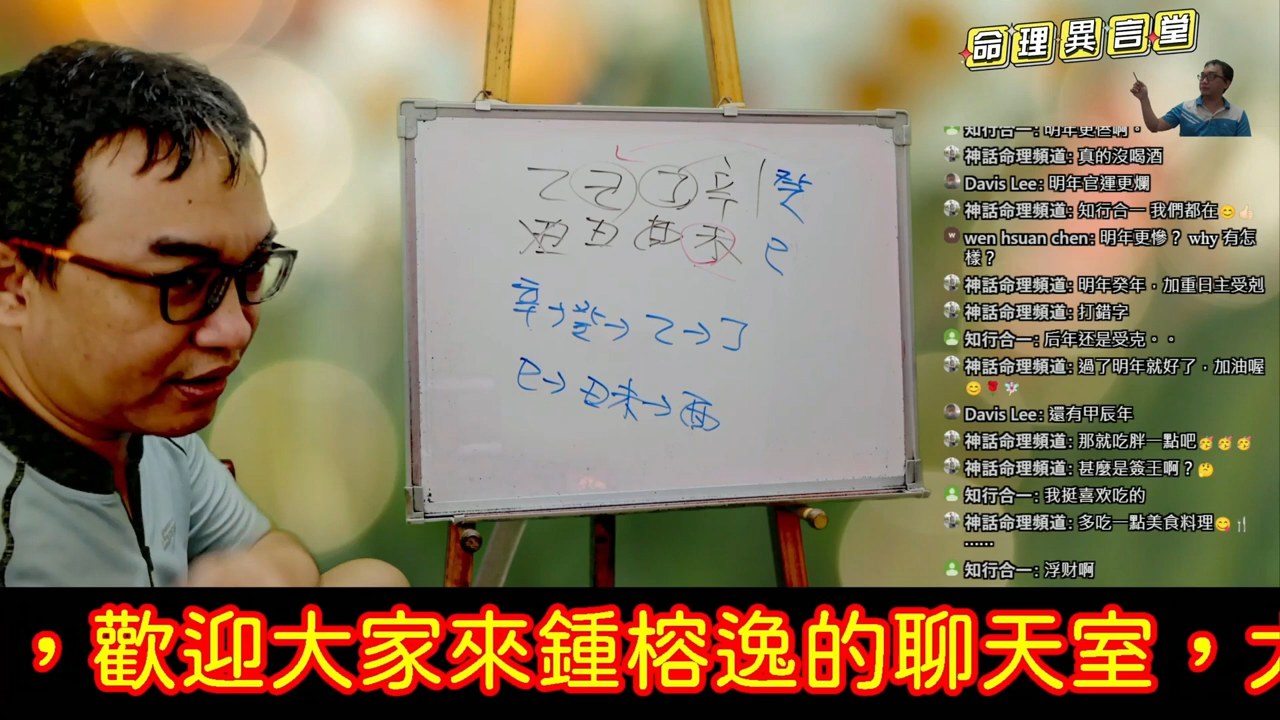 命理異言堂
乙己丁辛 癸
丑酉未 巳
辛→癸→乙→丁
巳→丑未→酉
知行合一: 明年更惨啊。
神話命理頻道: 真的沒喝酒
Davis Lee: 明年官運更爛
神話命理頻道: 知行合一 我們都在😊👍🏻
wen hsuan chen: 明年更慘？ why 有怎
樣？
神話命理頻道: 明年癸年，加重日主受剋
神話命理頻道: 打錯字
知行合一: 后年还是受克。。
神話命理頻道: 過了明年就好了，加油喔
😊🌹
Davis Lee: 還有甲辰年
神話命理頻道: 那就吃胖一點吧🥳🥳🥳
神話命理頻道: 甚麼是簽王啊？🤔
知行合一: 我挺喜欢吃的
神話命理頻道: 多吃一點美食料理😋🍴
……
知行合一: 浮财啊
，歡迎大家來鍾榕逸的聊天室，